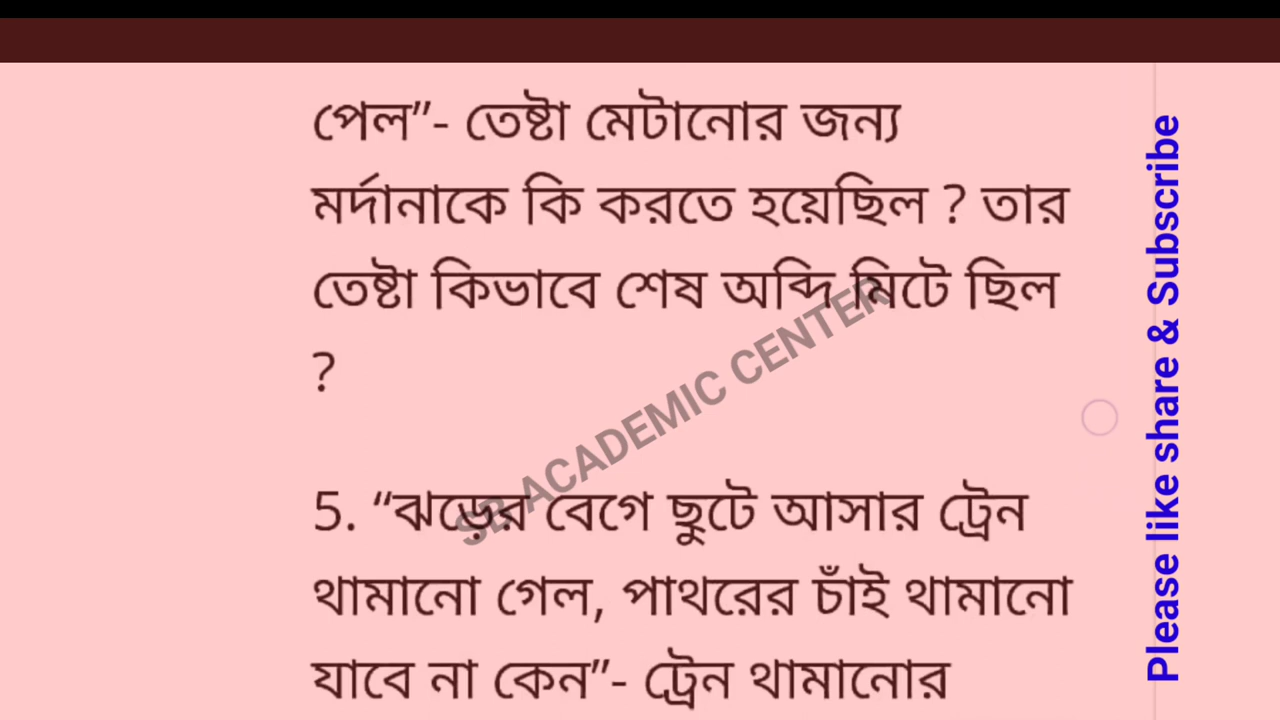 পেল”- তেষ্টা মেটানোর জন্য
মর্দানাকে কি করতে হয়েছিল ? তার
তেষ্টা কিভাবে শেষ অব্দি মিটে ছিল
?
5. “ঝড়ের বেগে ছুটে আসার ট্রেন
থামানো গেল, পাথরের চাঁই থামানো
যাবে না কেন”- ট্রেন থামানোর
SB ACADEMIC CENTER
Please like share & Subscribe